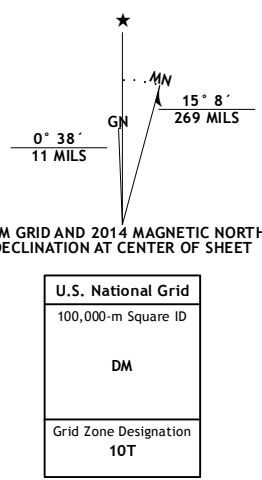 MN
GN
15° 8´
269 MILS
0° 38´
11 MILS
M GRID AND 2014 MAGNETIC NORTH
DECLINATION AT CENTER OF SHEET
U.S. National Grid
100,000-m Square ID
DM
Grid Zone Designation
10T